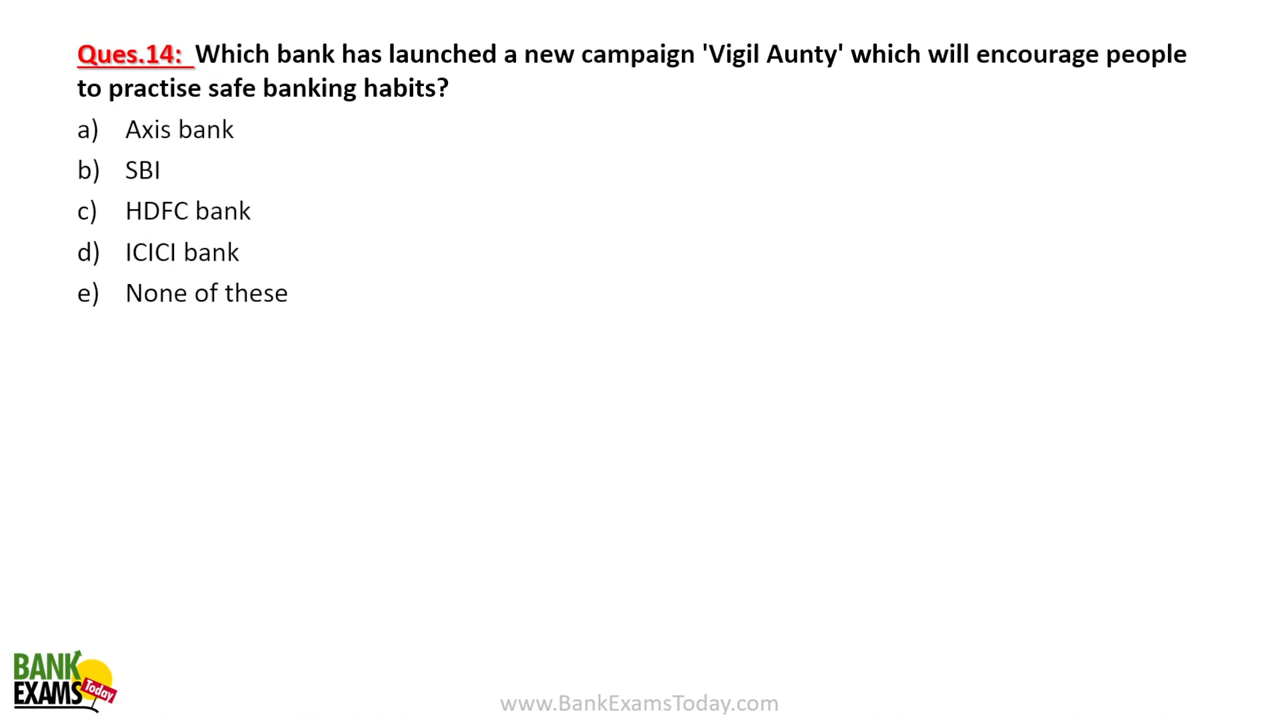 Ques.14: Which bank has launched a new campaign 'Vigil Aunty' which will encourage people
to practise safe banking habits?
a) Axis bank
b) SBI
c) HDFC bank
d) ICICI bank
e) None of these
BANK
EXAMS Today
www.BankExamsToday.com